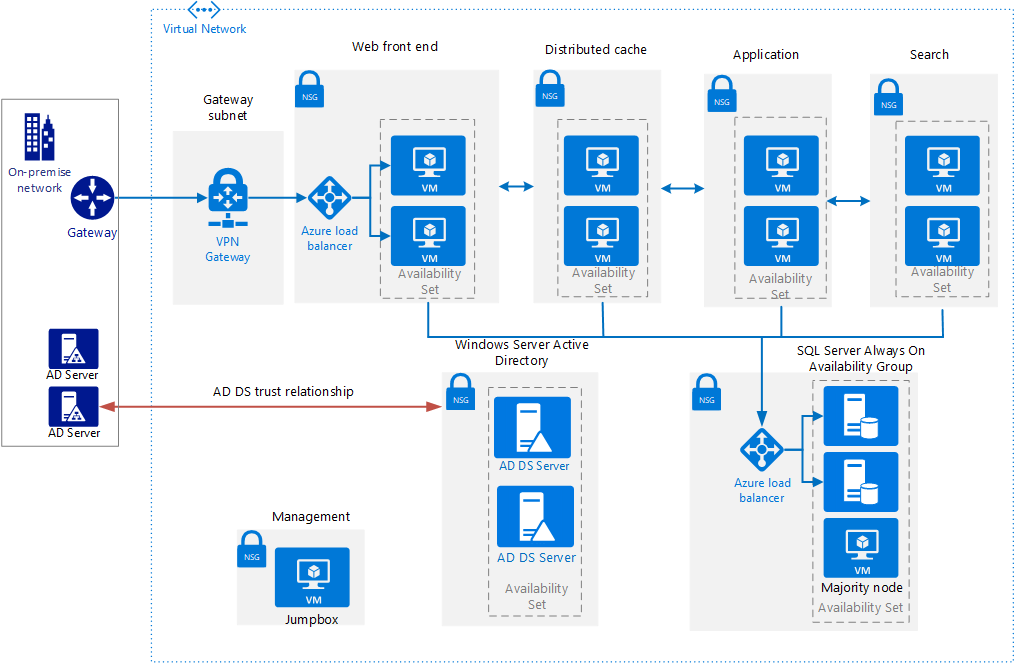 Virtual Network
Web front end
Distributed cache
Application
Search
Gateway
subnet
NSG
NSG
NSG
NSG
On-premise
network
Gateway
VPN
Gateway
Azure load
balancer
VM
VM
Availability
Set
VM
VM
Availability
Set
VM
VM
Availability
Set
VM
VM
Availability
Set
AD Server
AD Server
AD DS trust relationship
Windows Server Active
Directory
NSG
AD DS Server
AD DS Server
Availability
Set
SQL Server Always On
Availability Group
NSG
Azure load
balancer
VM
Majority node
Availability Set
Management
NSG
VM
Jumpbox